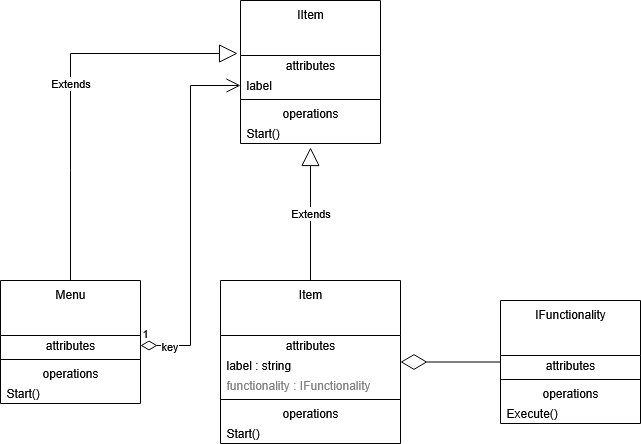 IItem
attributes
label
operations
Start()
Extends
Extends
Menu
attributes
operations
Start()
1
key
Item
attributes
label : string
functionality : IFunctionality
operations
Start()
IFunctionality
attributes
operations
Execute()